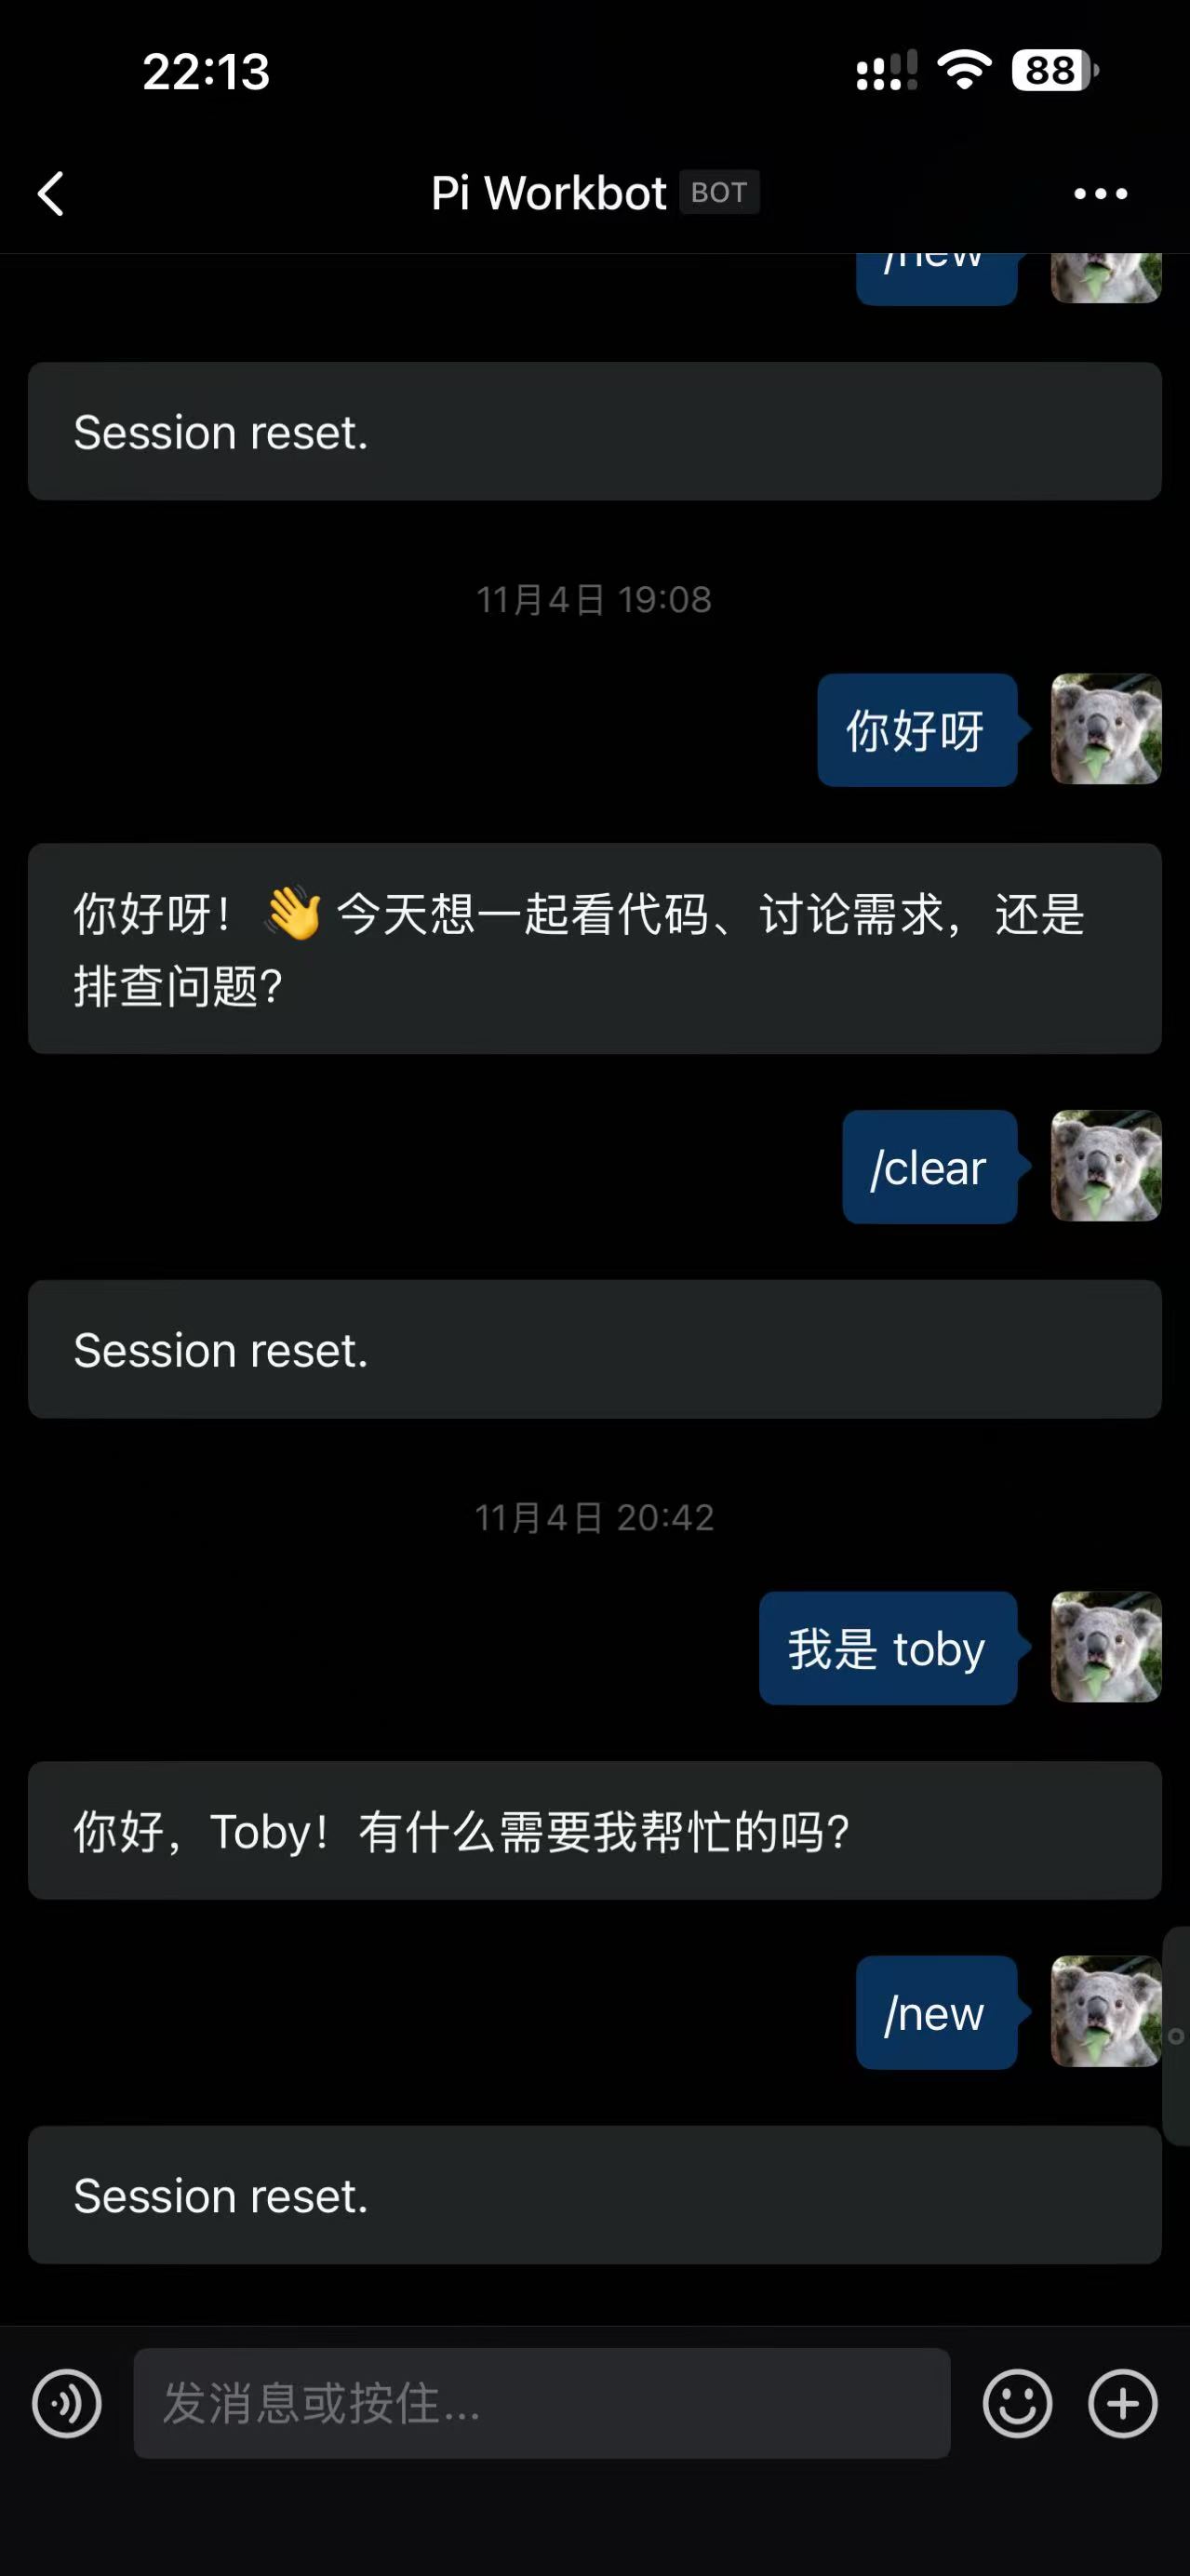 22:13
88
Pi Workbot BOT
/new
Session reset.
11月4日 19:08
你好呀
你好呀！👋 今天想一起看代码、讨论需求，还是
排查问题？
/clear
Session reset.
11月4日 20:42
我是 toby
你好，Toby！有什么需要我帮忙的吗？
/new
Session reset.
发消息或按住...